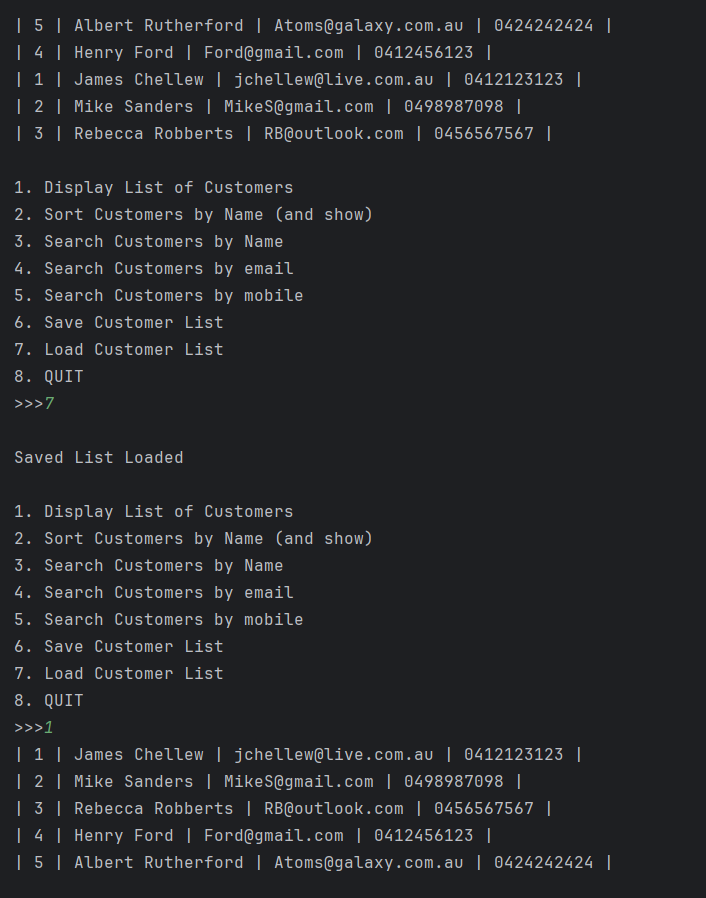 | 5 | Albert Rutherford | Atoms@galaxy.com.au | 0424242424 |
| 4 | Henry Ford | Ford@gmail.com | 0412456123 |
| 1 | James Chellew | jchellew@live.com.au | 0412123123 |
| 2 | Mike Sanders | MikeS@gmail.com | 0498987098 |
| 3 | Rebecca Robberts | RB@outlook.com | 0456567567 |
1. Display List of Customers
2. Sort Customers by Name (and show)
3. Search Customers by Name
4. Search Customers by email
5. Search Customers by mobile
6. Save Customer List
7. Load Customer List
8. QUIT
>>>7
Saved List Loaded
1. Display List of Customers
2. Sort Customers by Name (and show)
3. Search Customers by Name
4. Search Customers by email
5. Search Customers by mobile
6. Save Customer List
7. Load Customer List
8. QUIT
>>>1
| 1 | James Chellew | jchellew@live.com.au | 0412123123 |
| 2 | Mike Sanders | MikeS@gmail.com | 0498987098 |
| 3 | Rebecca Robberts | RB@outlook.com | 0456567567 |
| 4 | Henry Ford | Ford@gmail.com | 0412456123 |
| 5 | Albert Rutherford | Atoms@galaxy.com.au | 0424242424 |